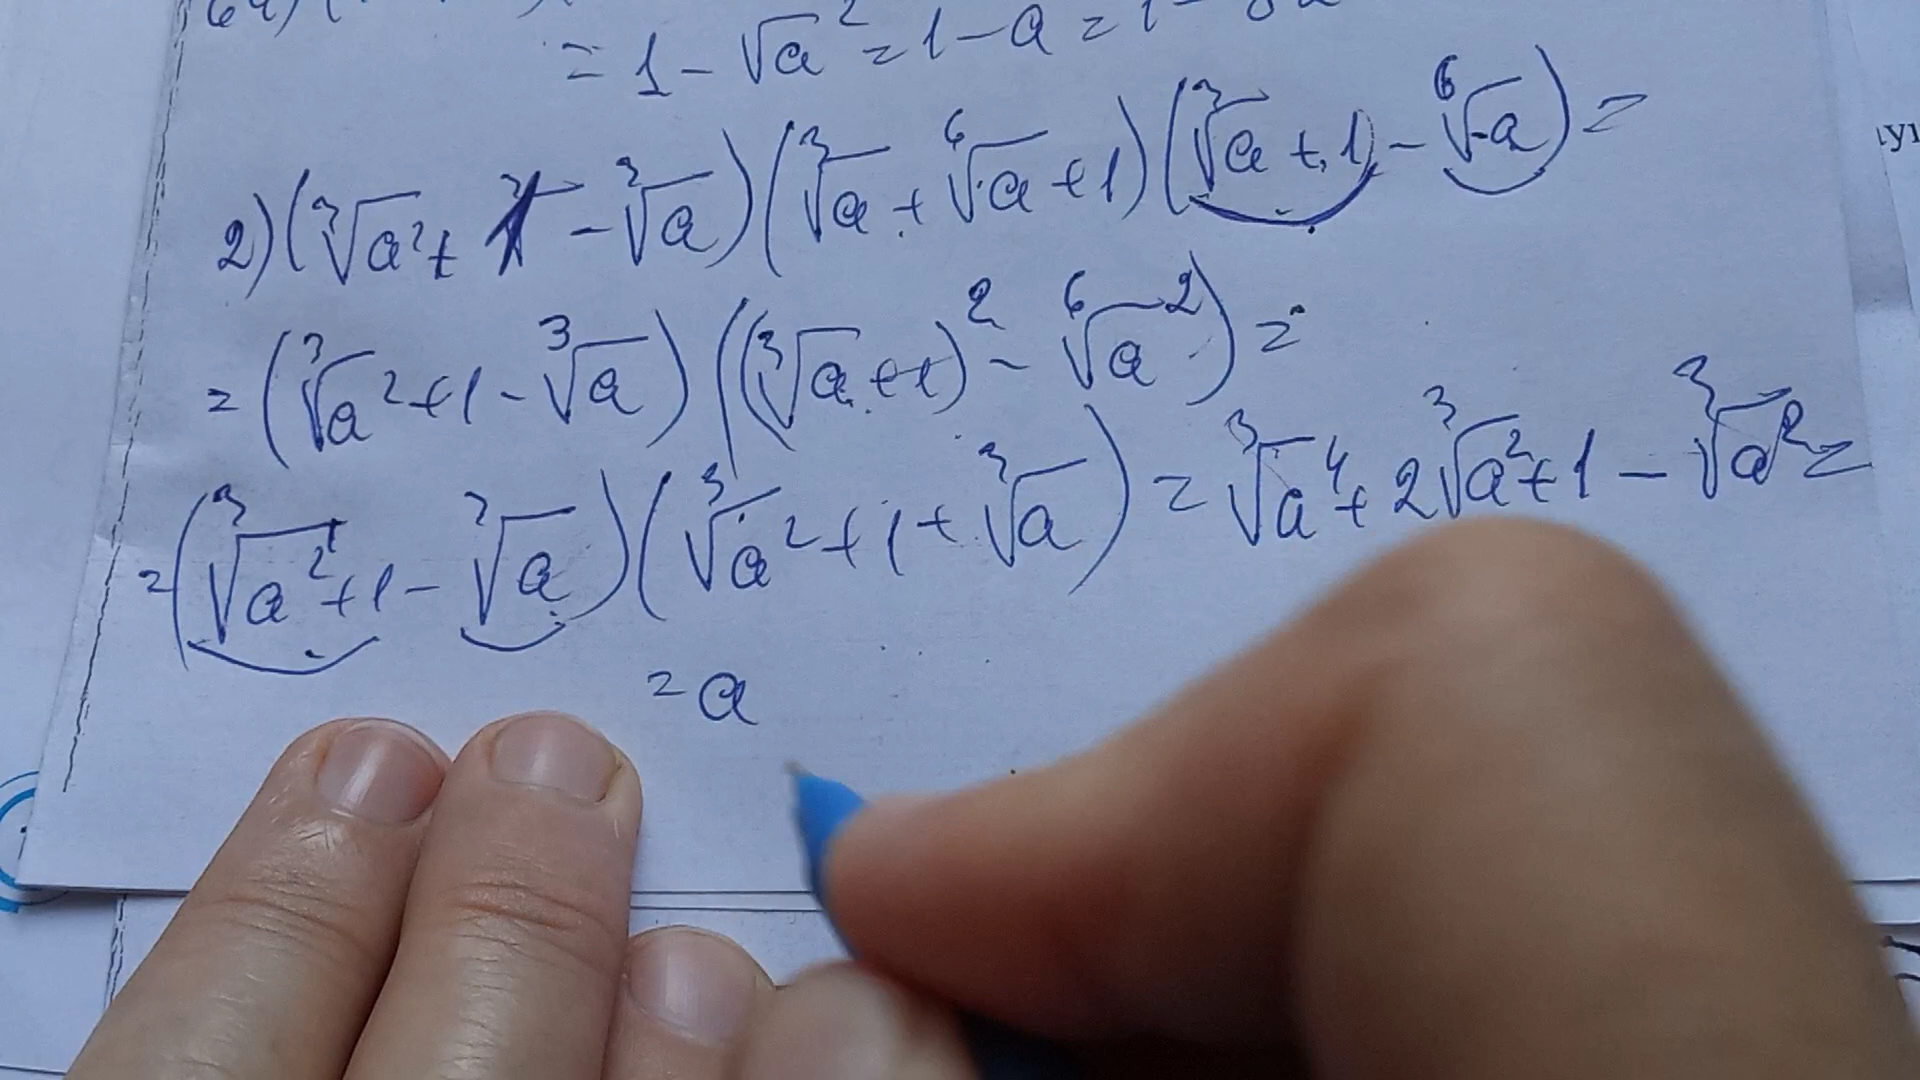 = 1 - √a² = 1 - a =
2) (∛a² + 1 - ∛a)(∛a + ⁶√a + 1)(∛a + 1 - ⁶√a) =
= (∛a² + 1 - ∛a)((∛a + 1)² - ⁶√a²) =
= (∛a² + 1 - ∛a)(∛a² + 1 + ∛a) = ∛a⁴ + 2∛a² + 1 - ∛a² =
= a